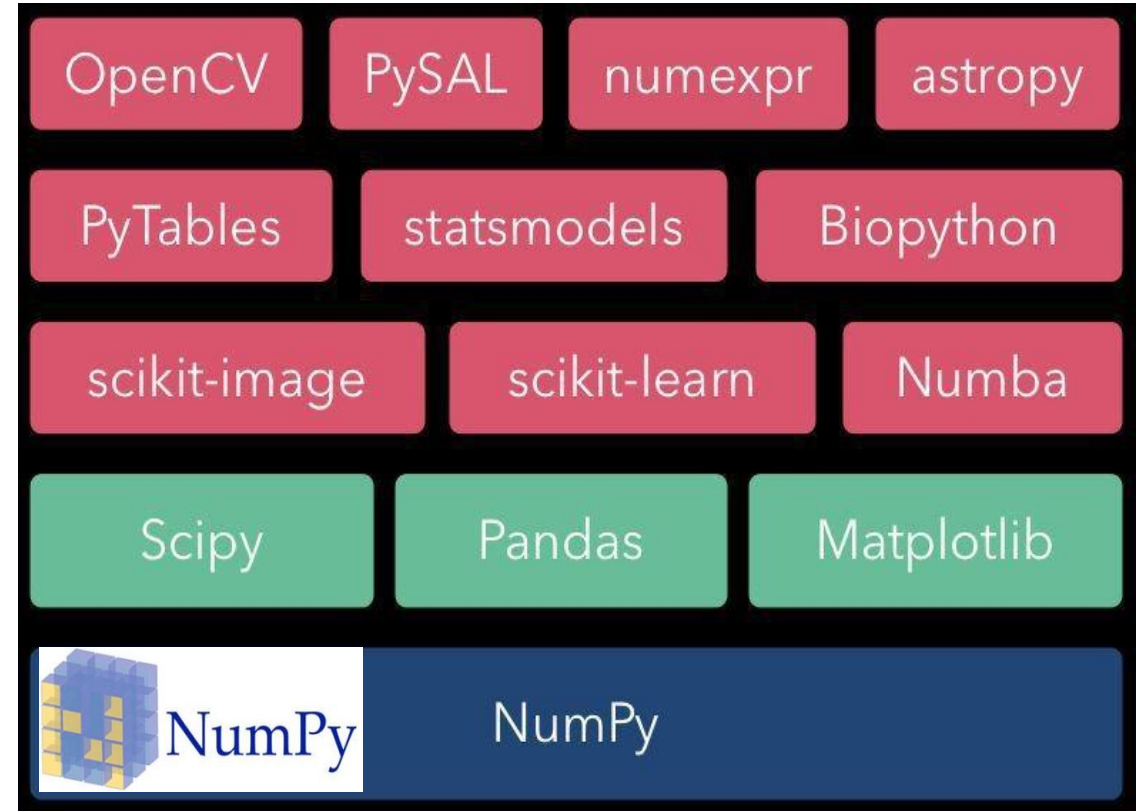 OpenCV PySAL numexpr astropy
PyTables statsmodels Biopython
scikit-image scikit-learn Numba
Scipy Pandas Matplotlib
NumPy NumPy